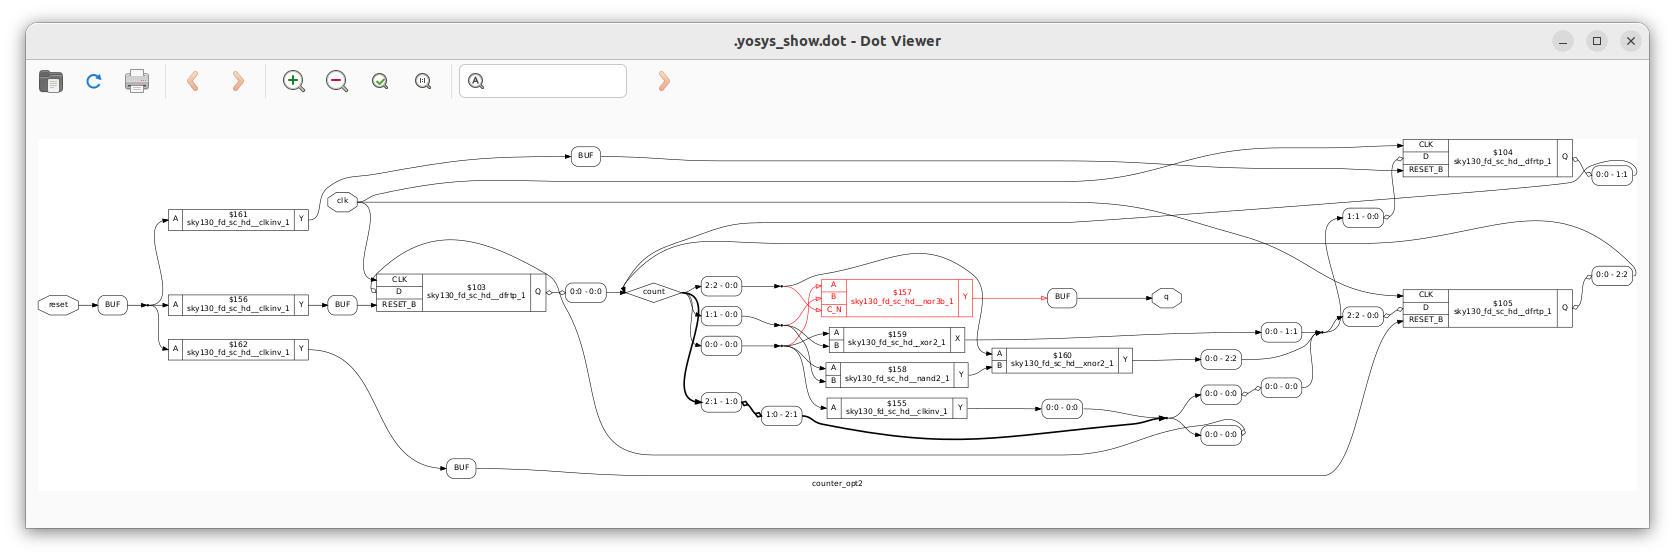 .yosys_show.dot - Dot Viewer
A
1:1
BUF
CLK
D
RESET_B
$104
sky130_fd_sc_hd__dfrtp_1
Q
0:0 - 1:1
clk
A
$161
sky130_fd_sc_hd__clkinv_1
Y
1:1 - 0:0
CLK
D
RESET_B
$103
sky130_fd_sc_hd__dfrtp_1
Q
0:0 - 0:0
count
2:2 - 0:0
1:1 - 0:0
0:0 - 0:0
2:1 - 1:0
1:0 - 2:1
reset
BUF
A
$156
sky130_fd_sc_hd__clkinv_1
Y
BUF
A
$162
sky130_fd_sc_hd__clkinv_1
Y
A
B
C_N
$157
sky130_fd_sc_hd__nor3b_1
Y
BUF
q
A
B
$159
sky130_fd_sc_hd__xor2_1
X
A
B
$158
sky130_fd_sc_hd__nand2_1
Y
A
B
$160
sky130_fd_sc_hd__xnor2_1
Y
A
$155
sky130_fd_sc_hd__clkinv_1
Y
0:0 - 0:0
0:0 - 1:1
0:0 - 2:2
0:0 - 0:0
0:0 - 0:0
0:0 - 0:0
2:2 - 0:0
CLK
D
RESET_B
$105
sky130_fd_sc_hd__dfrtp_1
Q
0:0 - 2:2
BUF
counter_opt2